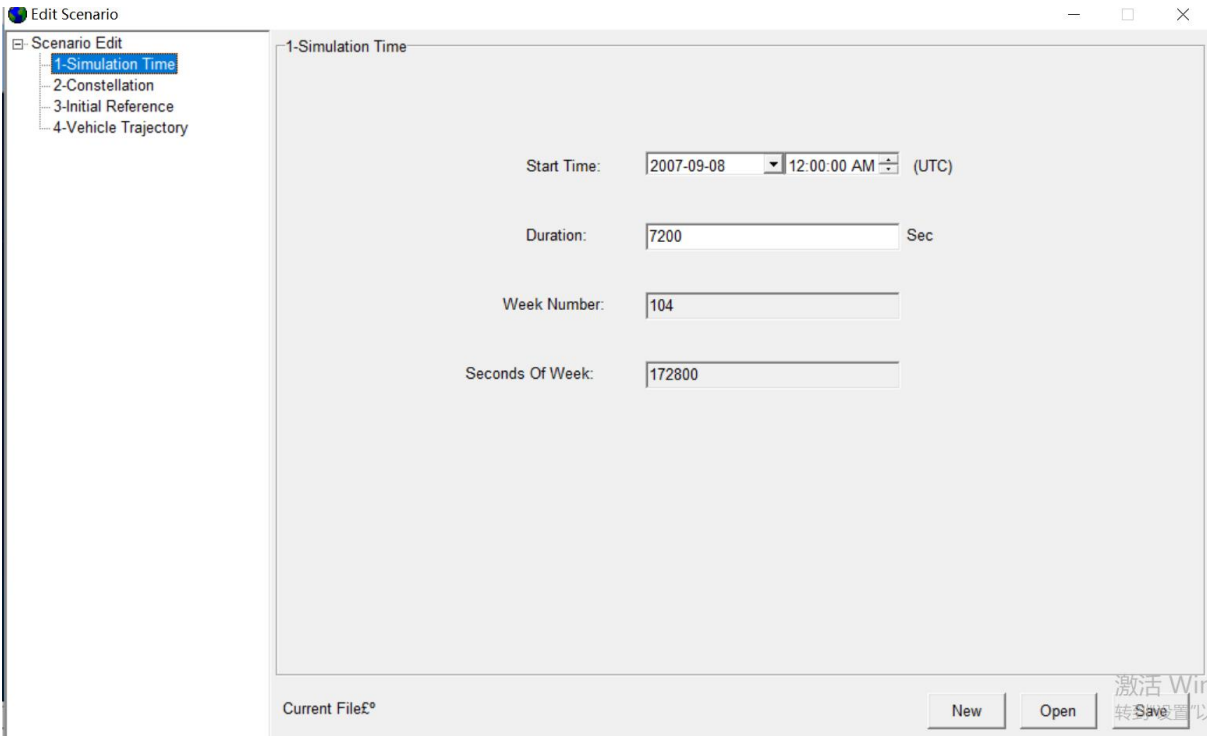 Edit Scenario
Scenario Edit
1-Simulation Time
2-Constellation
3-Initial Reference
4-Vehicle Trajectory
1-Simulation Time
Start Time: 2007-09-08 12:00:00 AM (UTC)
Duration: 7200 Sec
Week Number: 104
Seconds Of Week: 172800
激活 Win
Current File£º New Open Save
转到"设置"以